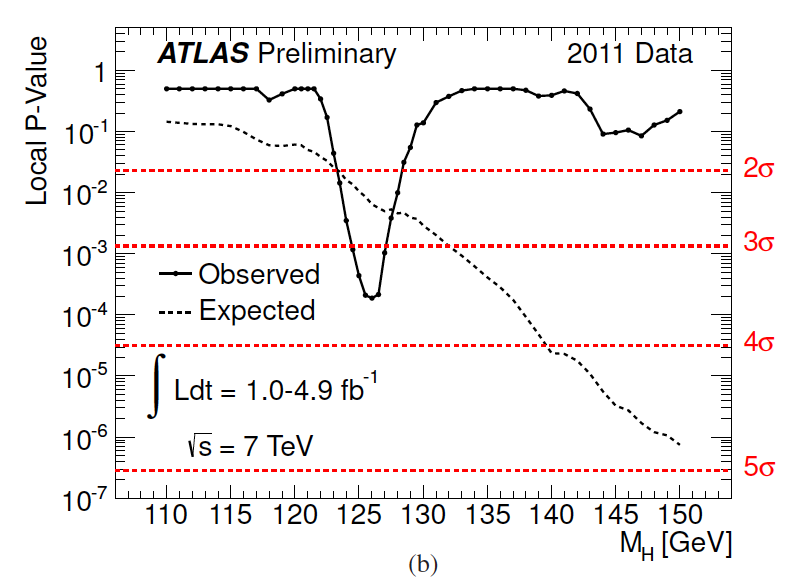 ATLAS Preliminary 2011 Data
Local P-Value
1
10⁻¹
10⁻²
10⁻³
10⁻⁴
10⁻⁵
10⁻⁶
10⁻⁷
2σ
3σ
4σ
5σ
Observed
Expected
∫ Ldt = 1.0-4.9 fb⁻¹
√s = 7 TeV
110 115 120 125 130 135 140 145 150
M_H [GeV]
(b)